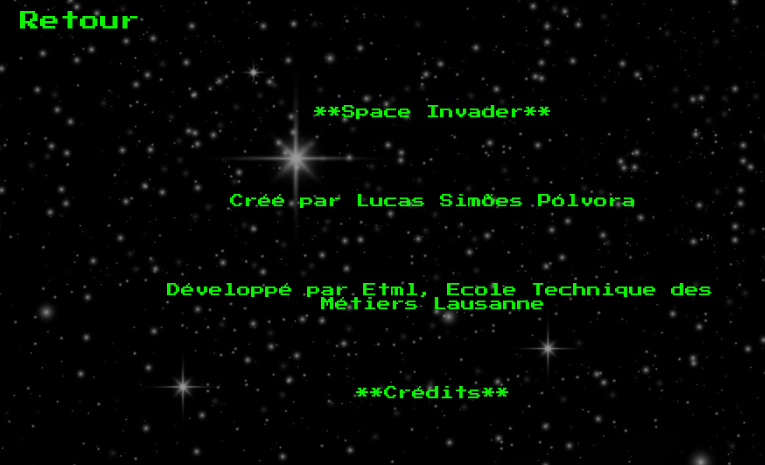 Retour
**Space Invader**
Créé par Lucas Simões Pólvora
Développé par Etml, Ecole Technique des
Métiers Lausanne
**Crédits**